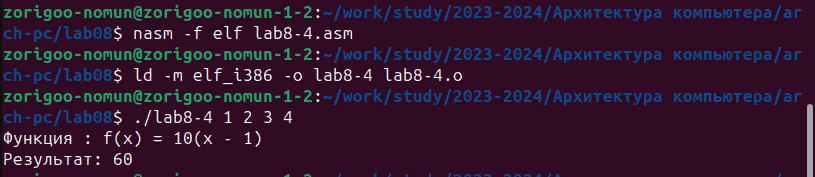 zorigoo-nomun@zorigoo-nomun-1-2:~/work/study/2023-2024/Архитектура компьютера/ar
ch-pc/lab08$ nasm -f elf lab8-4.asm
zorigoo-nomun@zorigoo-nomun-1-2:~/work/study/2023-2024/Архитектура компьютера/ar
ch-pc/lab08$ ld -m elf_i386 -o lab8-4 lab8-4.o
zorigoo-nomun@zorigoo-nomun-1-2:~/work/study/2023-2024/Архитектура компьютера/ar
ch-pc/lab08$ ./lab8-4 1 2 3 4
Функция : f(x) = 10(x - 1)
Результат: 60